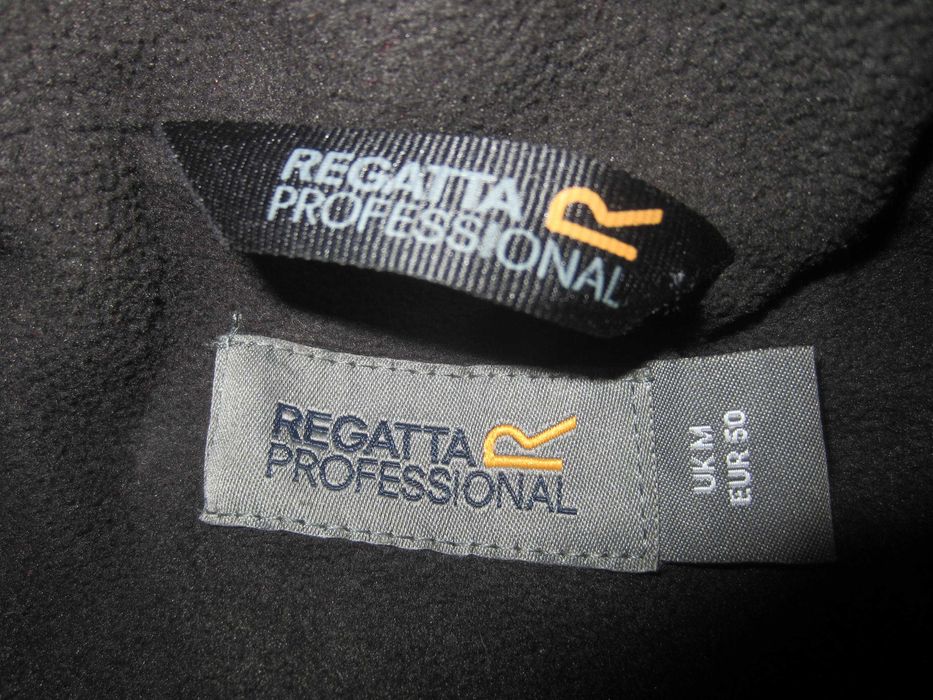 REGATTA
PROFESSIONAL
R
REGATTA
PROFESSIONAL
R
UK M
EUR 50